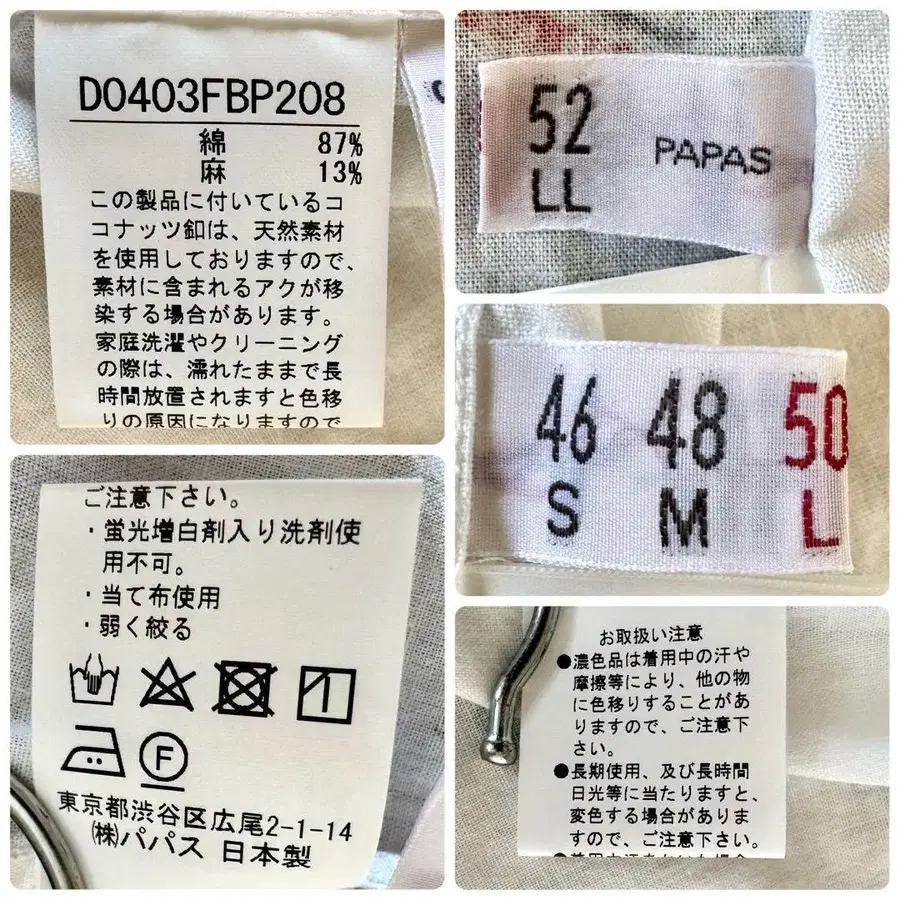 D0403FBP208
綿 87%
麻 13%
この製品に付いているコ
コナッツ釦は、天然素材
を使用しておりますので、
素材に含まれるアクが移
染する場合があります。
家庭洗濯やクリーニング
の際は、濡れたままで長
時間放置されますと色移
りの原因になりますので
52 PAPAS
LL
46 48 50
S M L
ご注意下さい。
・蛍光増白剤入り洗剤使
用不可。
・当て布使用
・弱く絞る
F
東京都渋谷区広尾2-1-14
㈱パパス 日本製
お取扱い注意
●濃色品は着用中の汗や
摩擦等により、他の物
に色移りすることがあ
りますので、ご注意下
さい。
●長期使用、及び長時間
日光等に当たりますと、
変色する場合がありま
すので、ご注意下さい。